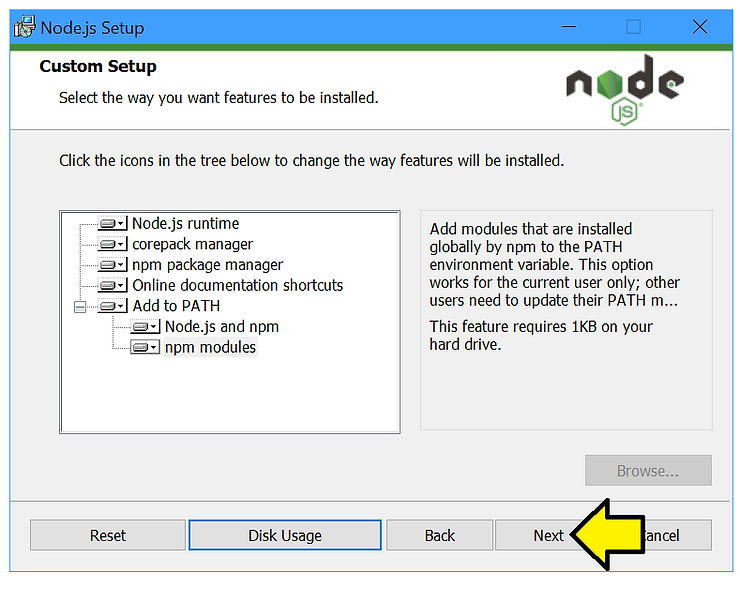 Node.js Setup
Custom Setup
Select the way you want features to be installed.
node
JS
Click the icons in the tree below to change the way features will be installed.
Node.js runtime
corepack manager
npm package manager
Online documentation shortcuts
Add to PATH
Node.js and npm
npm modules
Add modules that are installed
globally by npm to the PATH
environment variable. This option
works for the current user only; other
users need to update their PATH m...
This feature requires 1KB on your
hard drive.
Browse...
Reset
Disk Usage
Back
Next
ancel